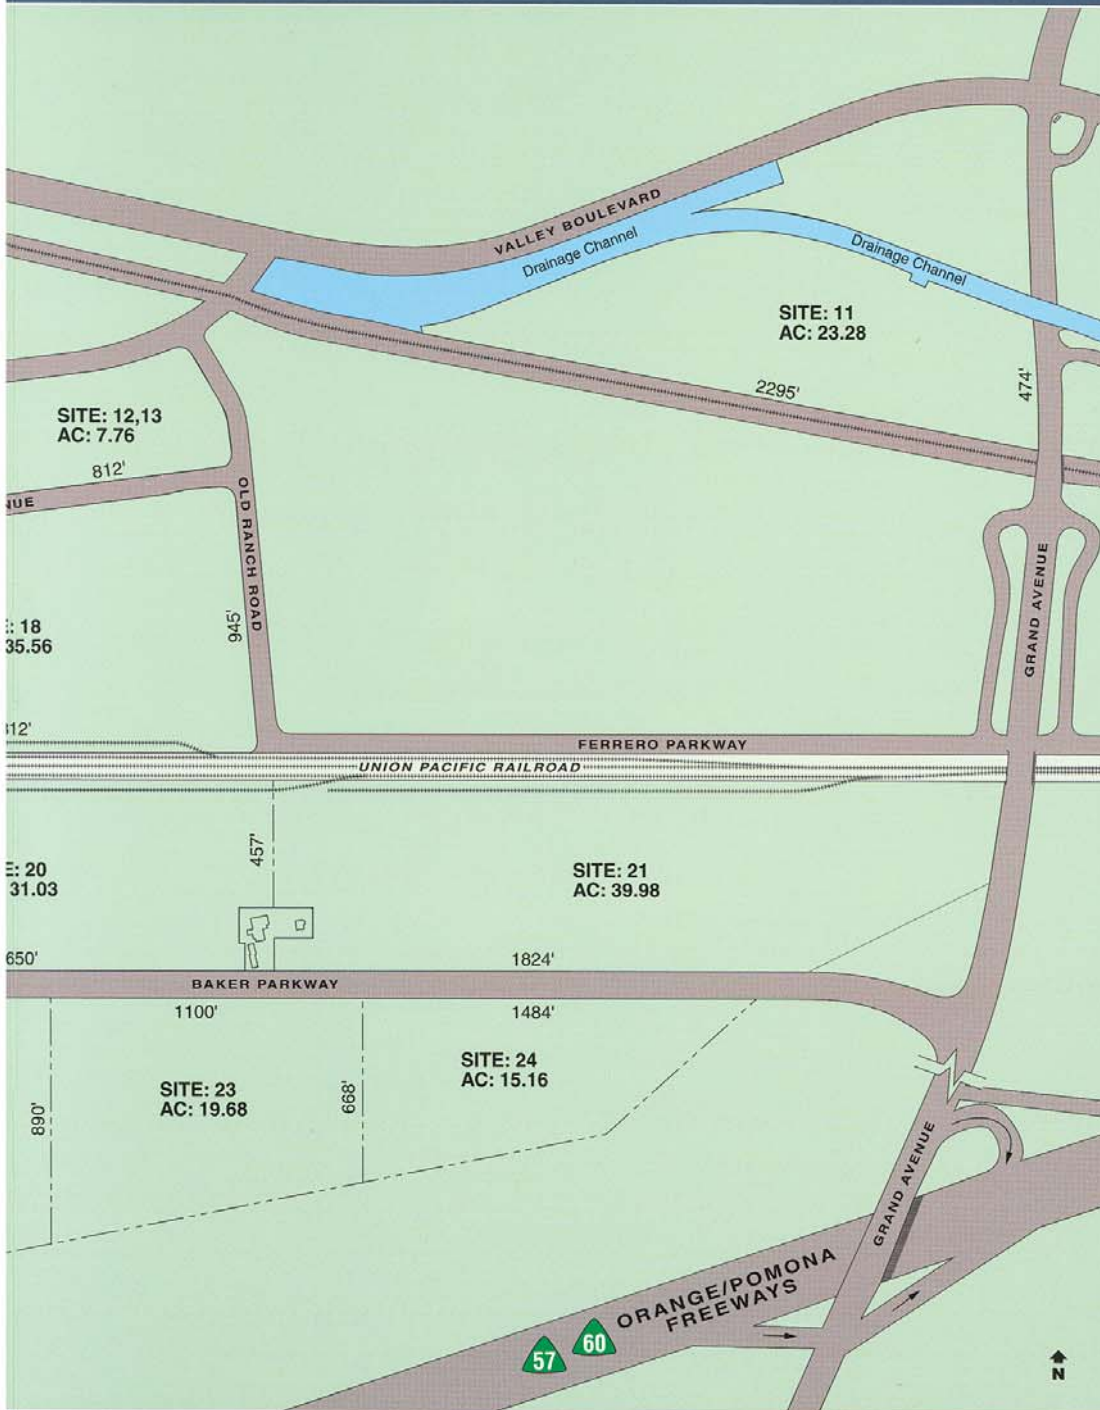 VALLEY BOULEVARD
Drainage Channel
Drainage Channel
SITE: 11
AC: 23.28
474'
2295'
SITE: 12,13
AC: 7.76
812'
NUE
OLD RANCH ROAD
945'
GRAND AVENUE
: 18
35.56
312'
FERRERO PARKWAY
UNION PACIFIC RAILROAD
457'
E: 20
31.03
SITE: 21
AC: 39.98
650'
1824'
BAKER PARKWAY
1100'
1484'
SITE: 24
AC: 15.16
SITE: 23
AC: 19.68
890'
668'
GRAND AVENUE
ORANGE/POMONA
FREEWAYS
57
60
N